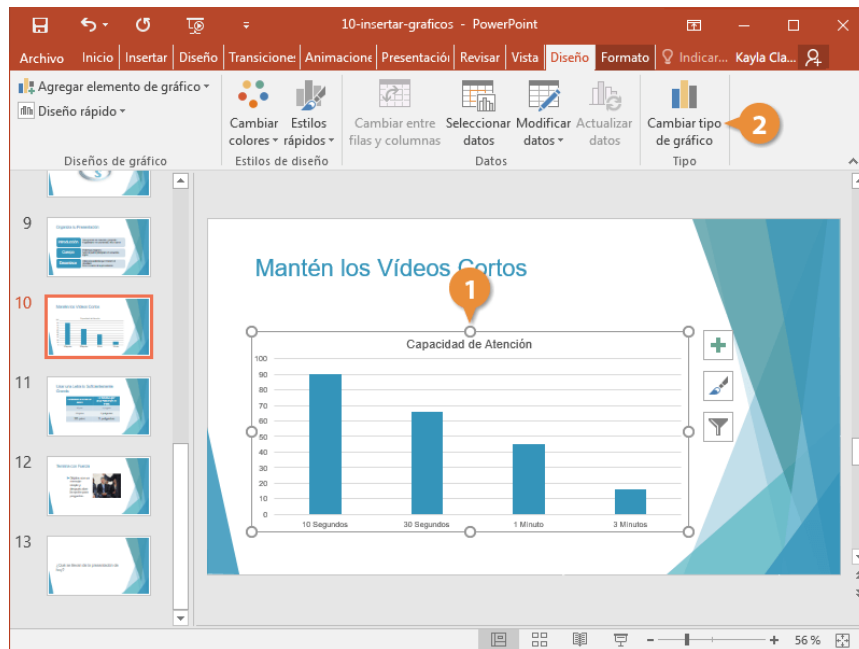 10-insertar-graficos - PowerPoint
Archivo Inicio Insertar Diseño Transicione: Animacione Presentació Revisar Vista Diseño Formato Indicar... Kayla Cla...
Agregar elemento de gráfico
Diseño rápido
Cambiar colores
Estilos rápidos
Cambiar entre filas y columnas
Seleccionar datos
Modificar datos
Actualizar datos
Cambiar tipo de gráfico
2
Diseños de gráfico
Estilos de diseño
Datos
Tipo
9
10
11
12
13
Mantén los Vídeos Cortos
1
Capacidad de Atención
100
90
80
70
60
50
40
30
20
10
0
10 Segundos
30 Segundos
1 Minuto
3 Minutos
56 %